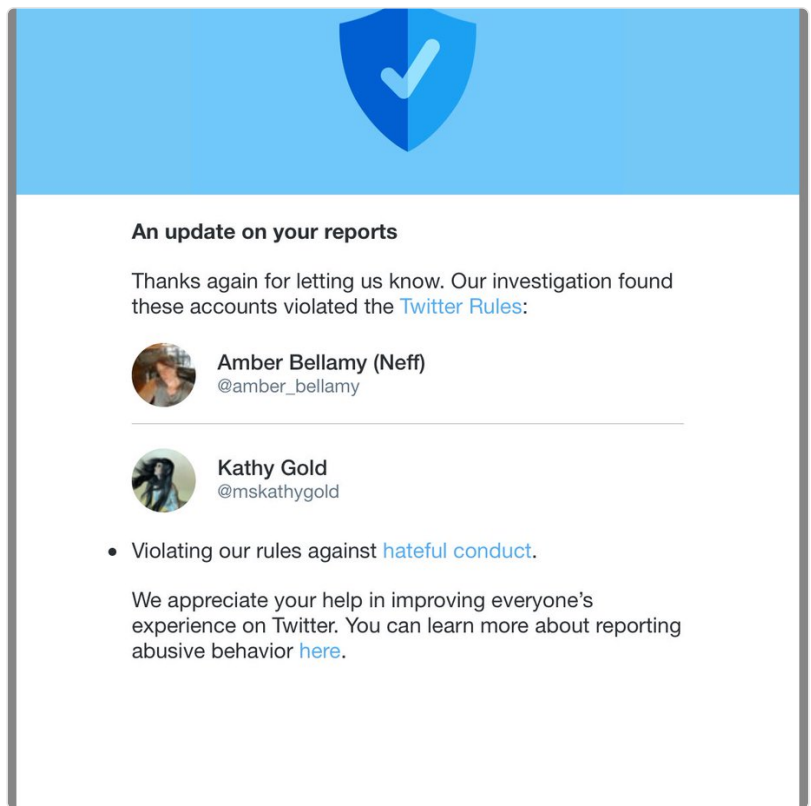 An update on your reports
Thanks again for letting us know. Our investigation found
these accounts violated the Twitter Rules:
Amber Bellamy (Neff)
@amber_bellamy
Kathy Gold
@mskathygold
• Violating our rules against hateful conduct.
We appreciate your help in improving everyone’s
experience on Twitter. You can learn more about reporting
abusive behavior here.